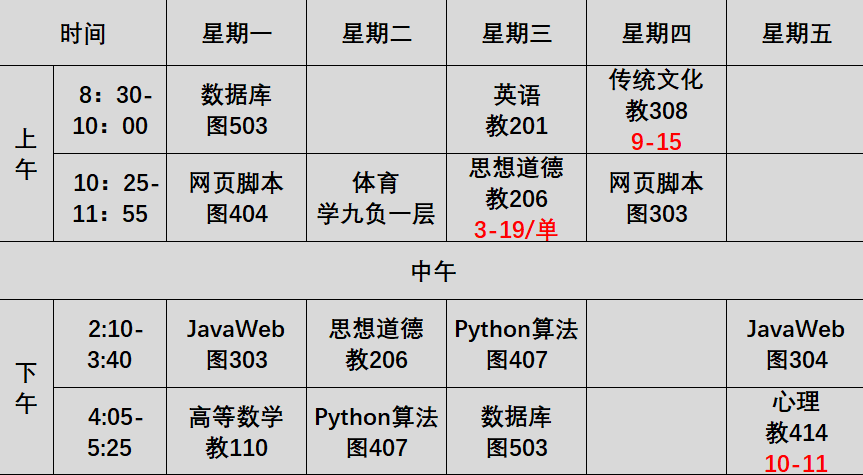 时间 星期一 星期二 星期三 星期四 星期五
上午
8：30-
10：00
数据库
图503
英语
教201
传统文化
教308
9-15
10：25-
11：55
网页脚本
图404
体育
学九负一层
思想道德
教206
3-19/单
网页脚本
图303
中午
下午
2:10-
3:40
JavaWeb
图303
思想道德
教206
Python算法
图407
JavaWeb
图304
4:05-
5:25
高等数学
教110
Python算法
图407
数据库
图503
心理
教414
10-11